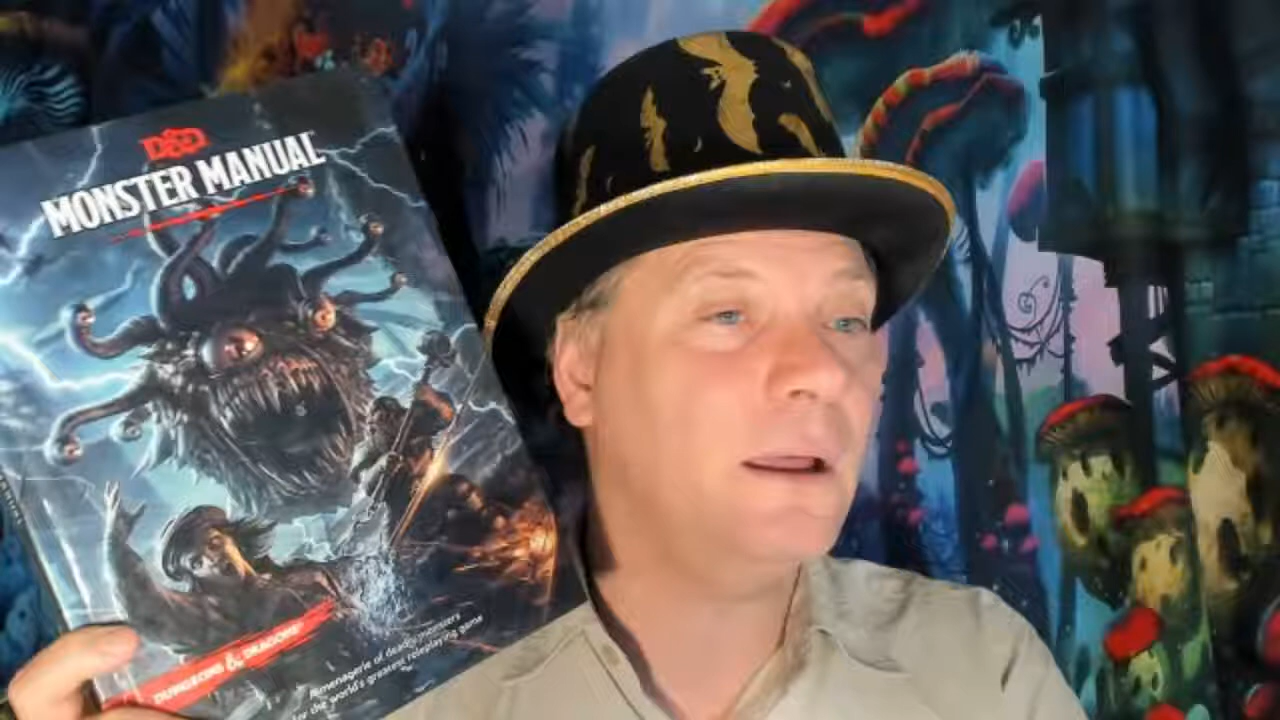 D&D
MONSTER MANUAL
DUNGEONS & DRAGONS
A menagerie of deadly monsters
for the world's greatest roleplaying game